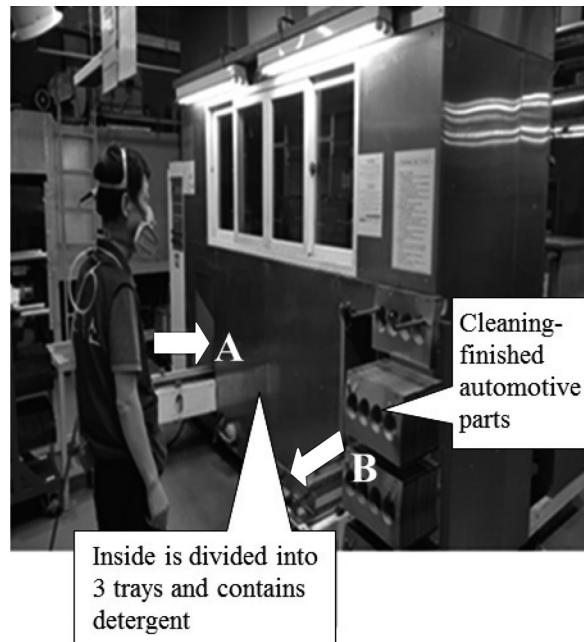 A
Cleaning-
finished
automotive
parts
B
Inside is divided into
3 trays and contains
detergent